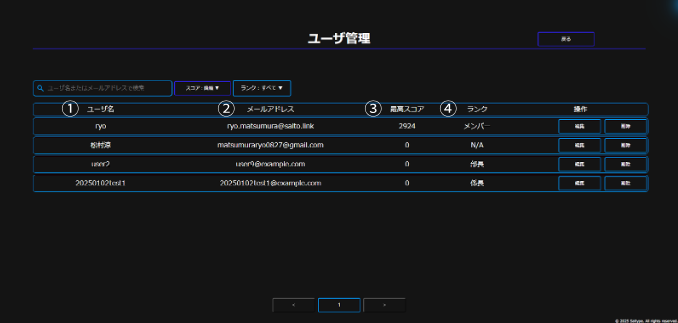 ユーザ管理
戻る
ユーザ名またはメールアドレスで検索
スコア: 降順 ▼ ランク: すべて ▼
① ユーザ名 ② メールアドレス ③ 最高スコア ④ ランク 操作
ryo ryo.matsumura@saito.link 2924 メンバー 編集 削除
松村涼 matsumuraryo0827@gmail.com 0 N/A 編集 削除
user2 user9@example.com 0 部長 編集 削除
20250102test1 20250102test1@example.com 0 係長 編集 削除
< 1 >
© 2025 Saitype. All rights reserved.